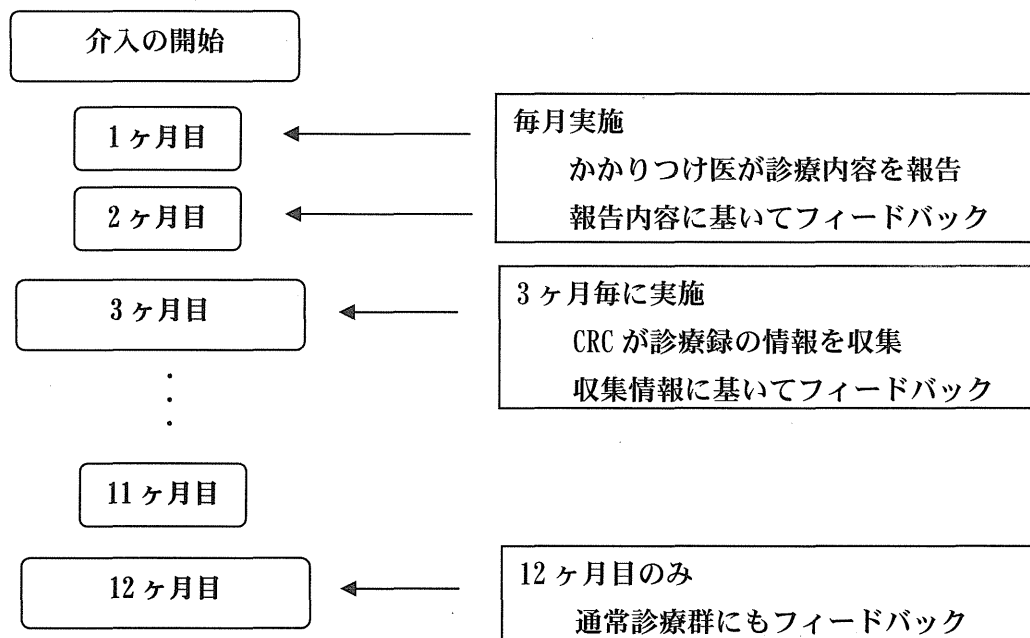 介入の開始
1ヶ月目
2ヶ月目
毎月実施
かかりつけ医が診療内容を報告
報告内容に基いてフィードバック
3ヶ月目
3ヶ月毎に実施
CRCが診療録の情報を収集
収集情報に基いてフィードバック
・
・
・
11ヶ月目
12ヶ月目
12ヶ月目のみ
通常診療群にもフィードバック